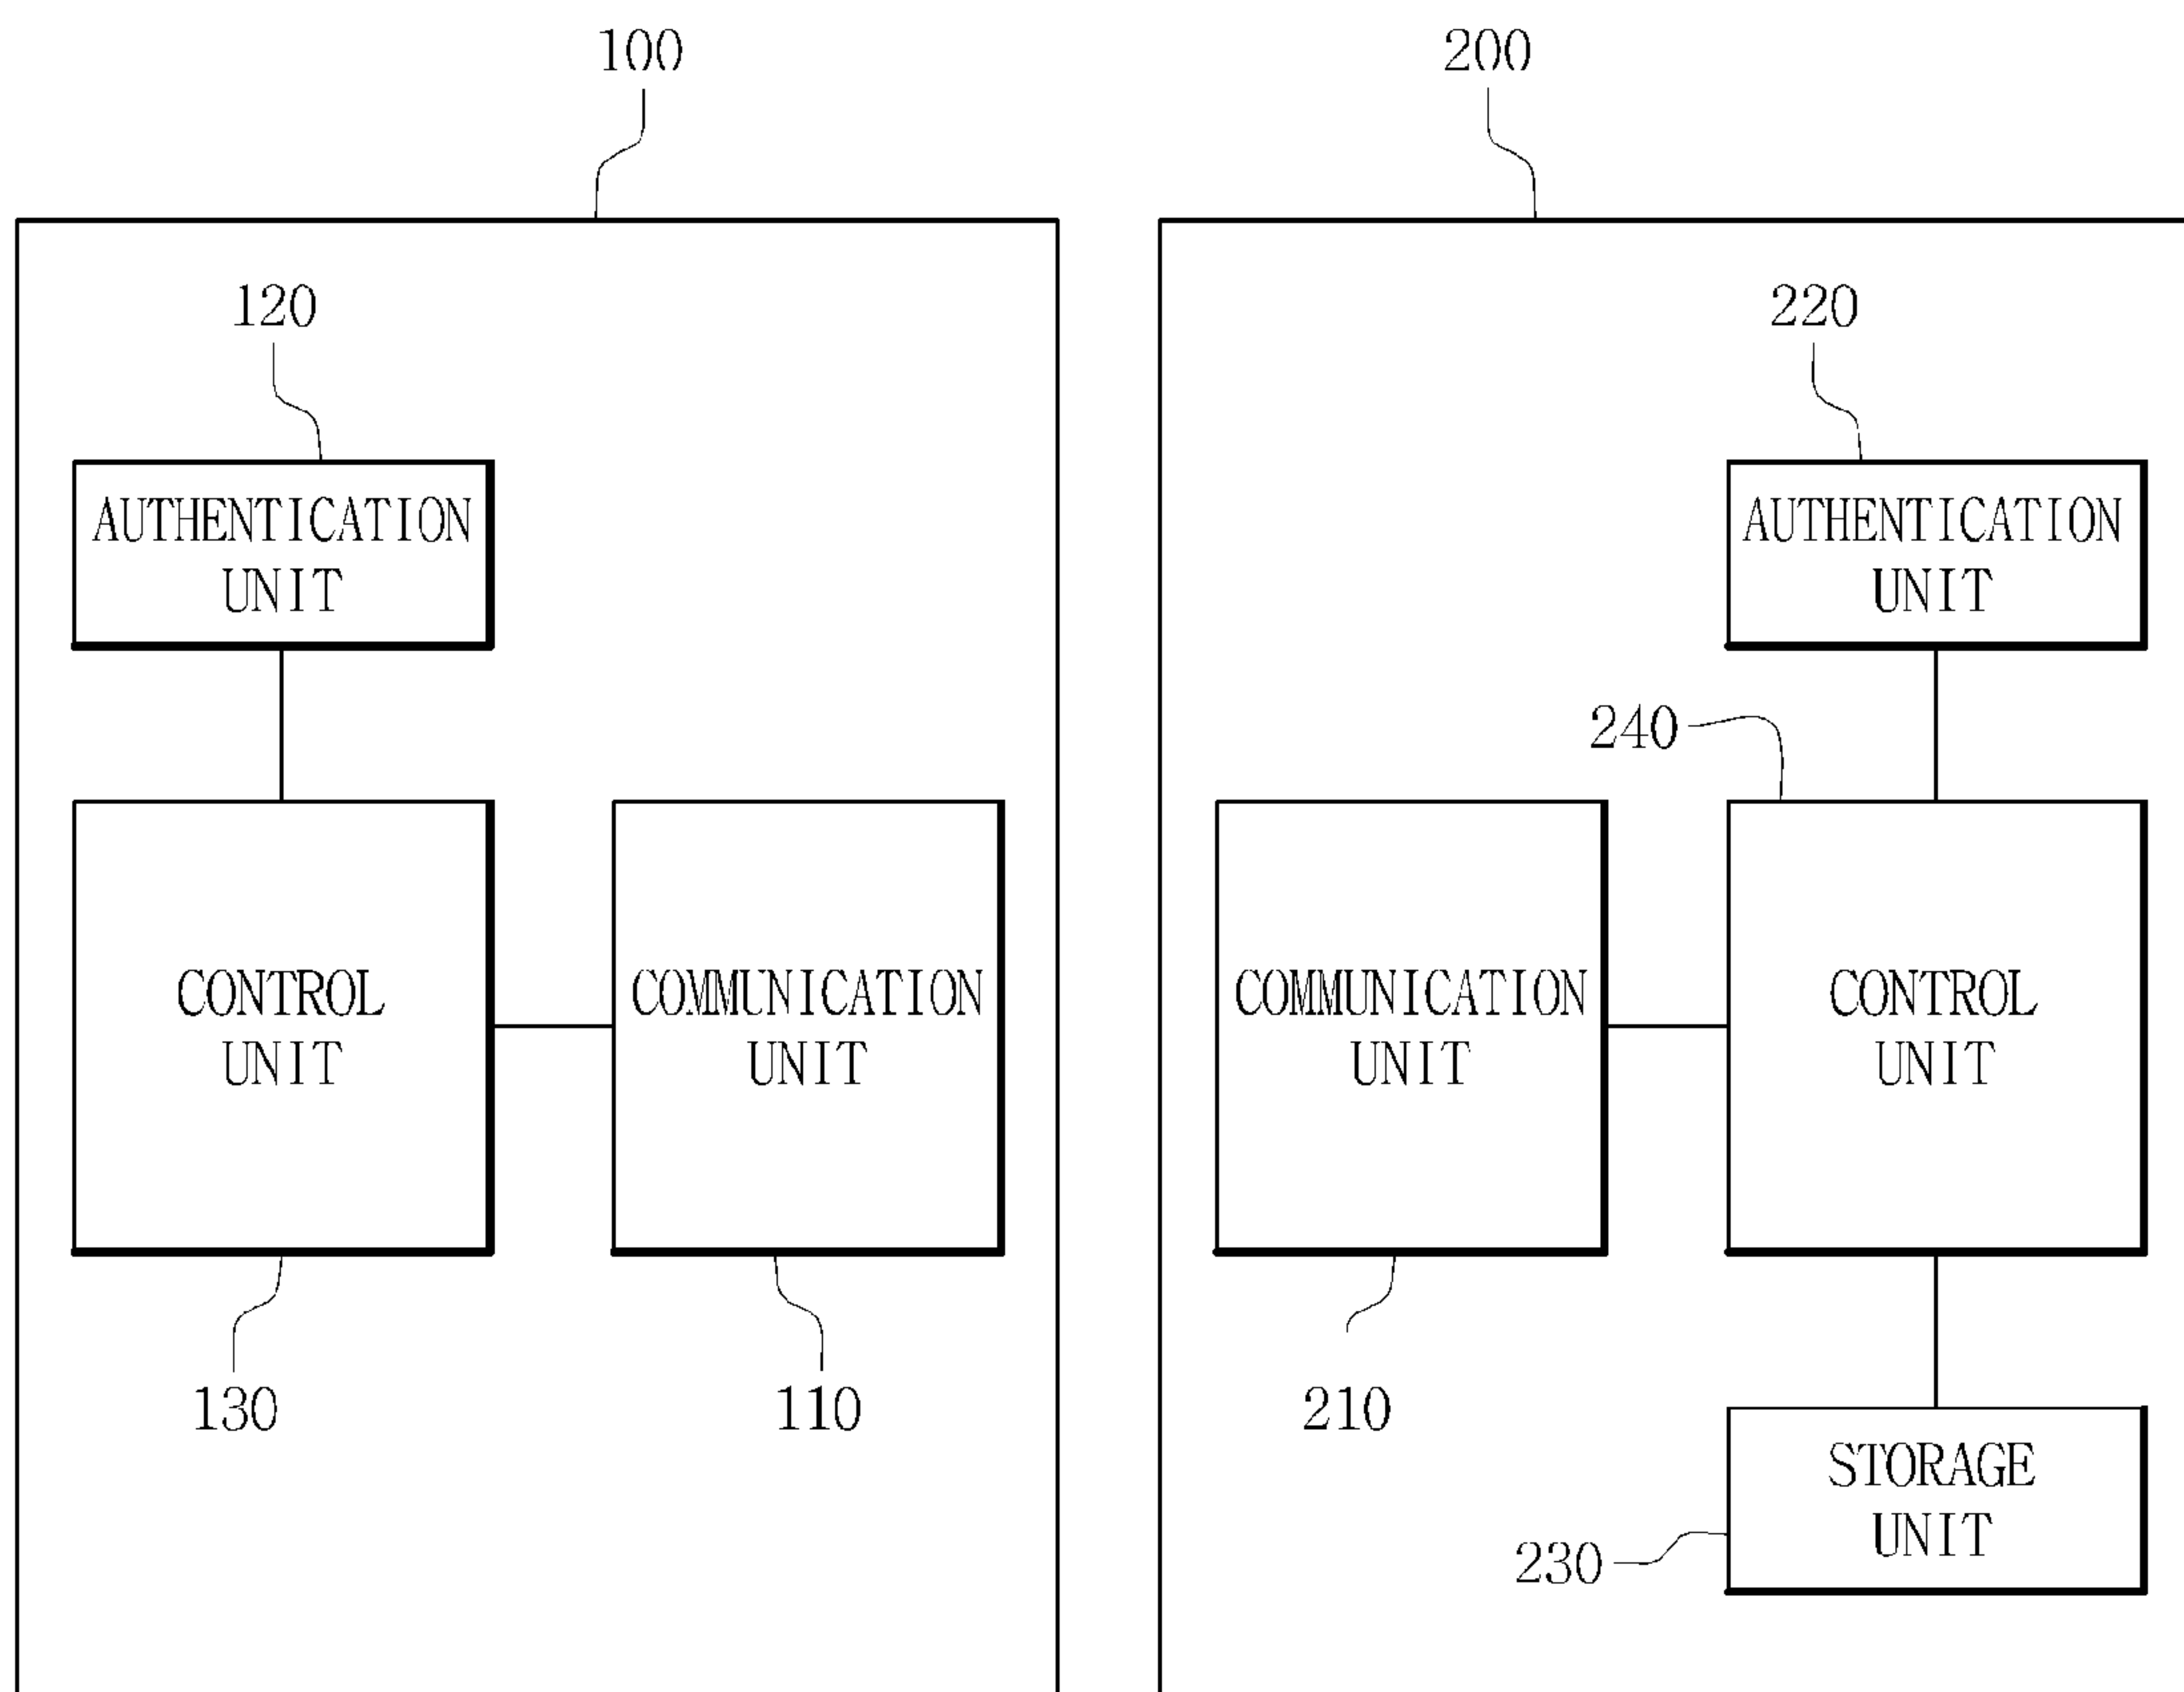 100
200
120
220
AUTHENTICATION
UNIT
AUTHENTICATION
UNIT
240
CONTROL
UNIT
COMMUNICATION
UNIT
COMMUNICATION
UNIT
CONTROL
UNIT
130
110
210
STORAGE
UNIT
230